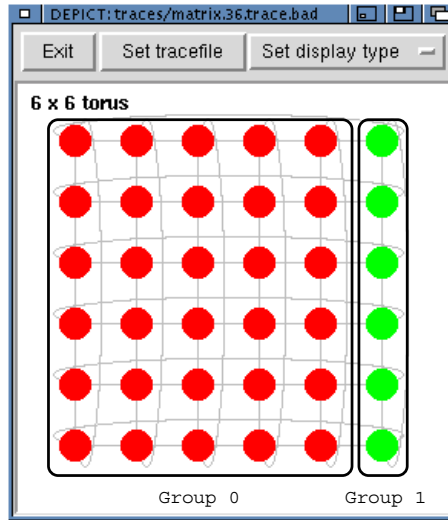 DEPICT: traces/matrix.36.trace.bad
Exit Set tracefile Set display type
6 x 6 torus
Group 0 Group 1